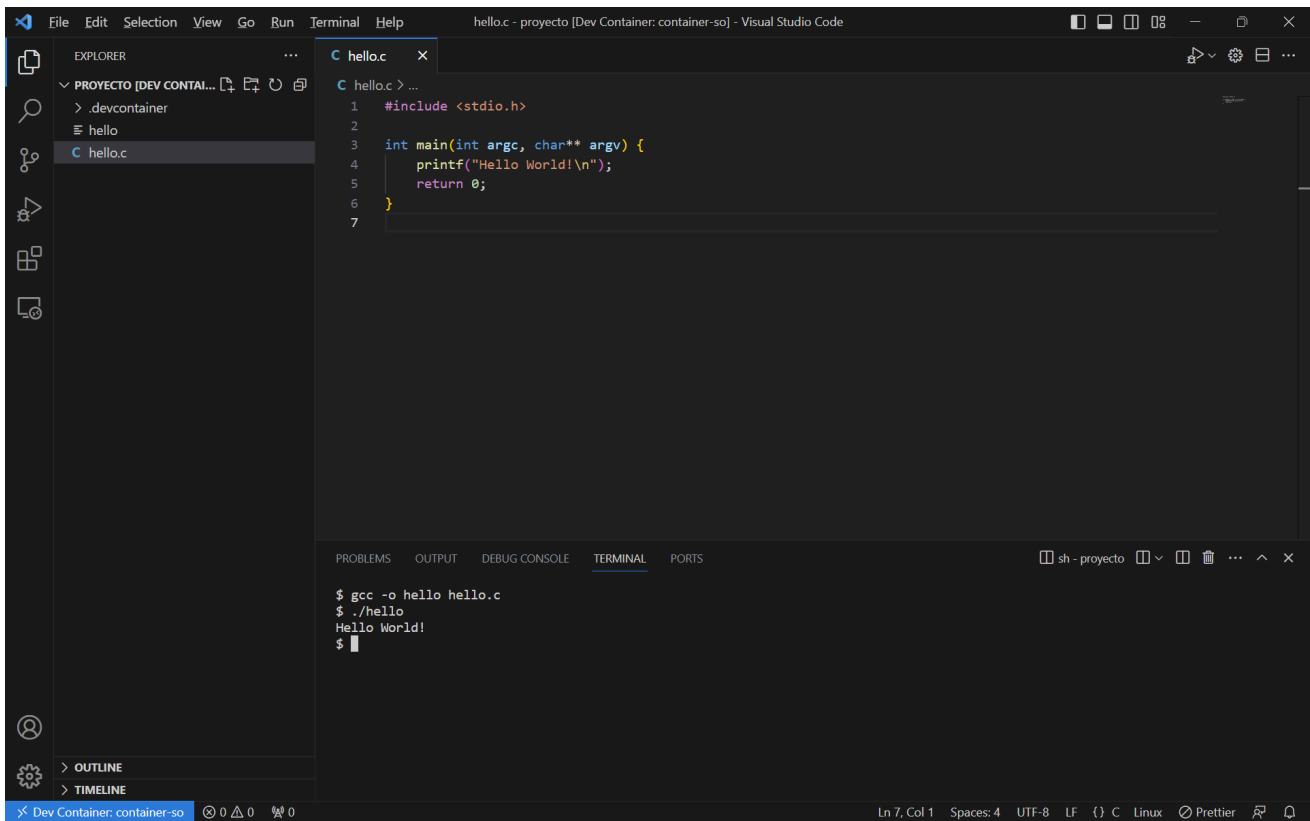 File Edit Selection View Go Run Terminal Help
hello.c - proyecto [Dev Container: container-so] - Visual Studio Code
EXPLORER
PROYECTO [DEV CONTAI...
.devcontainer
hello
C hello.c
OUTLINE
TIMELINE
C hello.c
C hello.c > ...
1 #include <stdio.h>
2
3 int main(int argc, char** argv) {
4 printf("Hello World!\n");
5 return 0;
6 }
7
PROBLEMS OUTPUT DEBUG CONSOLE TERMINAL PORTS
sh - proyecto
$ gcc -o hello hello.c
$ ./hello
Hello World!
$
Dev Container: container-so 0 0 0 Ln 7, Col 1 Spaces: 4 UTF-8 LF {} C Linux Prettier